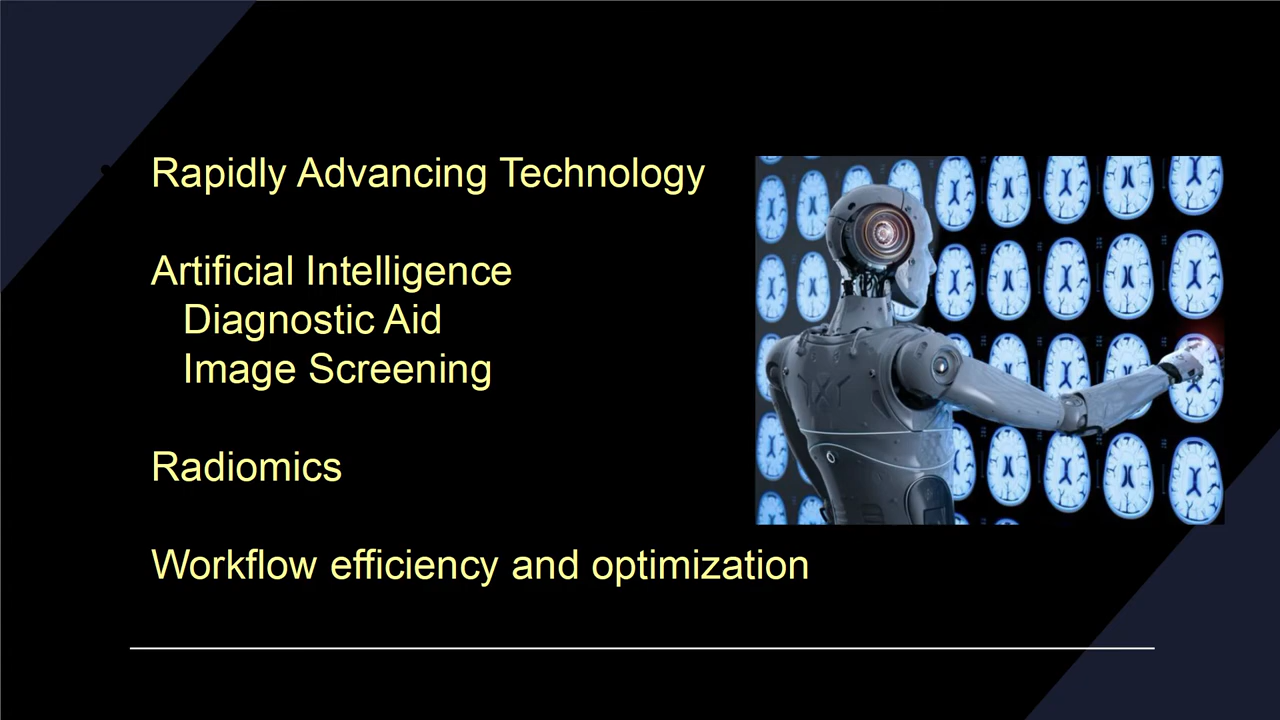 Rapidly Advancing Technology
Artificial Intelligence
Diagnostic Aid
Image Screening
Radiomics
Workflow efficiency and optimization